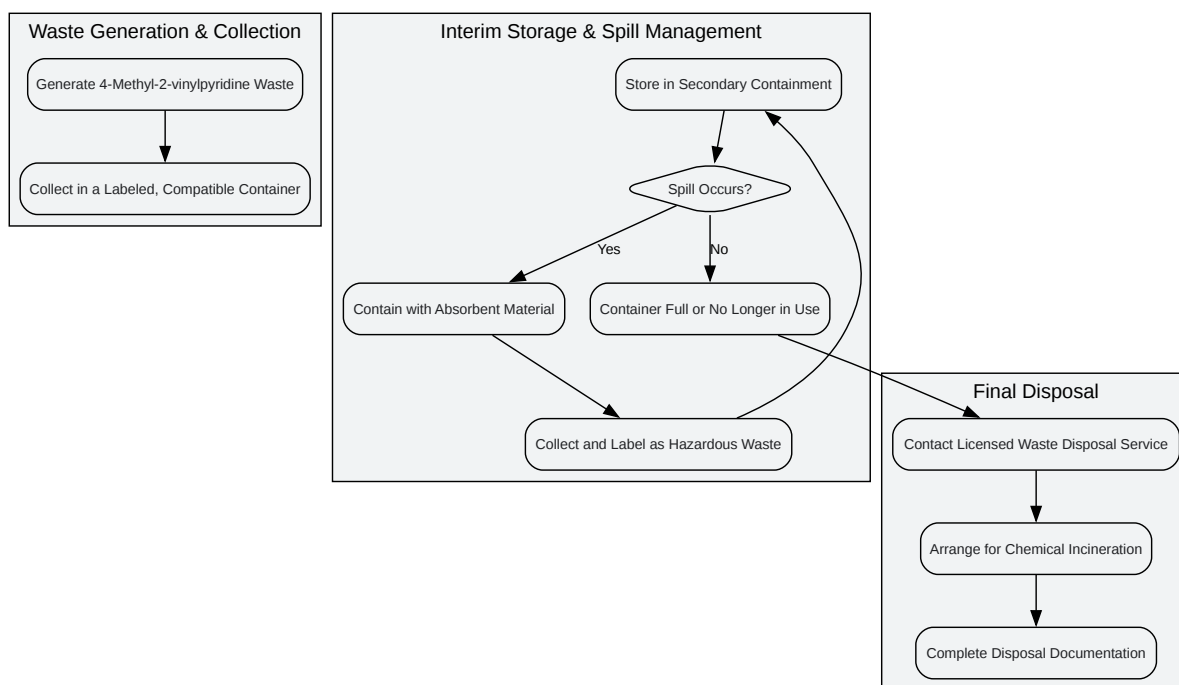 Waste Generation & Collection
Generate 4-Methyl-2-vinylpyridine Waste
Collect in a Labeled, Compatible Container
Interim Storage & Spill Management
Store in Secondary Containment
Spill Occurs?
Yes
No
Contain with Absorbent Material
Container Full or No Longer in Use
Collect and Label as Hazardous Waste
Final Disposal
Contact Licensed Waste Disposal Service
Arrange for Chemical Incineration
Complete Disposal Documentation